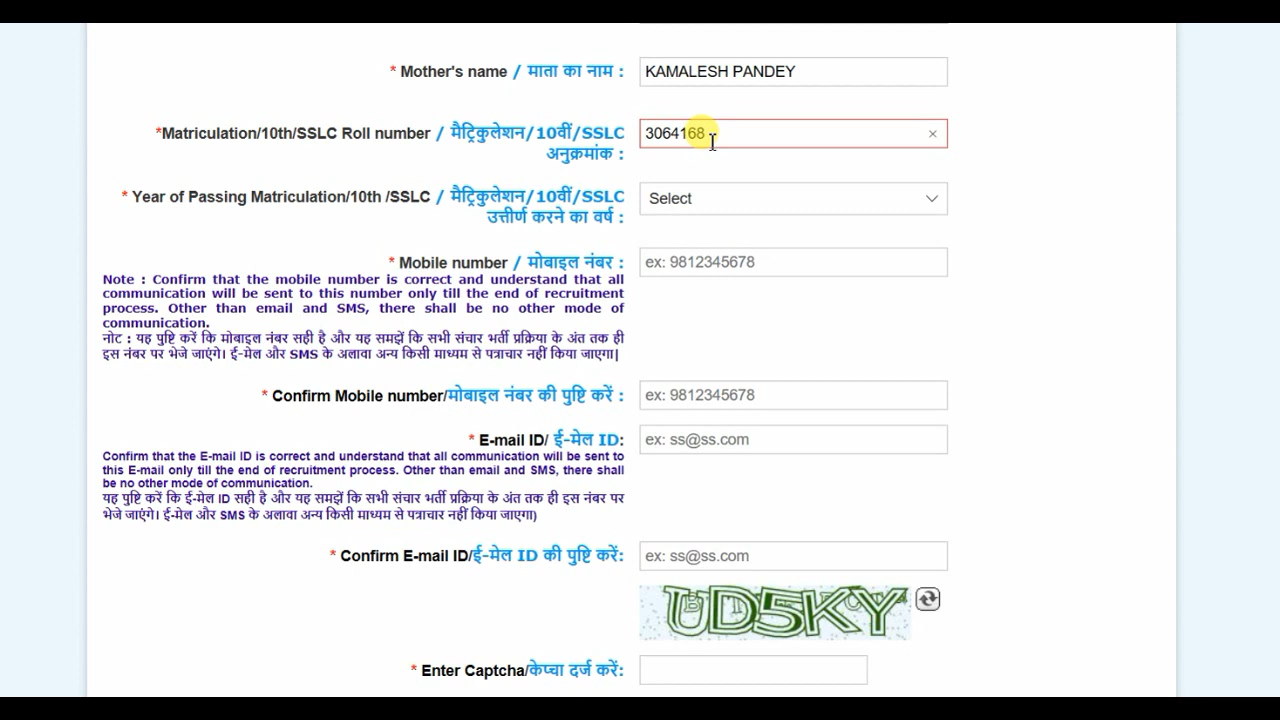 * Mother's name / माता का नाम : KAMALESH PANDEY
*Matriculation/10th/SSLC Roll number / मैट्रिकुलेशन/10वीं/SSLC 3064168 ×
अनुक्रमांक :
* Year of Passing Matriculation/10th /SSLC / मैट्रिकुलेशन/10वीं/SSLC Select
उत्तीर्ण करने का वर्ष :
* Mobile number / मोबाइल नंबर : ex: 9812345678
Note : Confirm that the mobile number is correct and understand that all
communication will be sent to this number only till the end of recruitment
process. Other than email and SMS, there shall be no other mode of
communication.
नोट : यह पुष्टि करें कि मोबाइल नंबर सही है और यह समझें कि सभी संचार भर्ती प्रक्रिया के अंत तक ही
इस नंबर पर भेजे जाएंगे। ई-मेल और SMS के अलावा अन्य किसी माध्यम से पत्राचार नहीं किया जाएगा|
* Confirm Mobile number/मोबाइल नंबर की पुष्टि करें : ex: 9812345678
* E-mail ID/ ई-मेल ID: ex: ss@ss.com
Confirm that the E-mail ID is correct and understand that all communication will be sent to
this E-mail only till the end of recruitment process. Other than email and SMS, there shall
be no other mode of communication.
यह पुष्टि करें कि ई-मेल ID सही है और यह समझें कि सभी संचार भर्ती प्रक्रिया के अंत तक ही इस नंबर पर
भेजे जाएंगे। ई-मेल और SMS के अलावा अन्य किसी माध्यम से पत्राचार नहीं किया जाएगा)
* Confirm E-mail ID/ई-मेल ID की पुष्टि करें: ex: ss@ss.com
UD5KY
* Enter Captcha/केप्चा दर्ज करें: